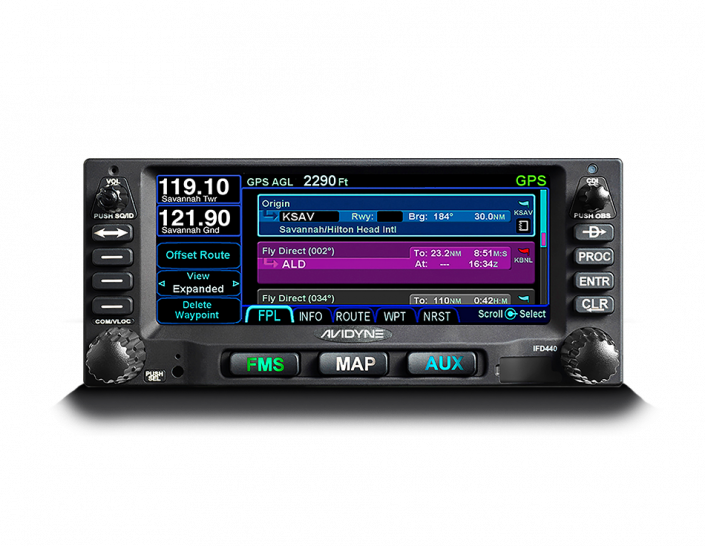 VOL
PUSH SQ/ID
COM/VLOC
PUSH
SEL
119.10
Savannah Twr
121.90
Savannah Gnd
Offset Route
View
Expanded
Delete
Waypoint
GPS AGL 2290 Ft
GPS
Origin
KSAV Rwy: Brg: 184° 30.0NM
Savannah/Hilton Head Intl
KSAV
Fly Direct (002°) To: 23.2NM 8:51M:S
ALD At: --- 16:34Z
KBNL
Fly Direct (034°) To: 110NM 0:42H:M
FPL INFO ROUTE WPT NRST Scroll Select
AVIDYNE
IFD440
FMS MAP AUX
CDI
PUSH OBS
D
PROC
ENTR
CLR